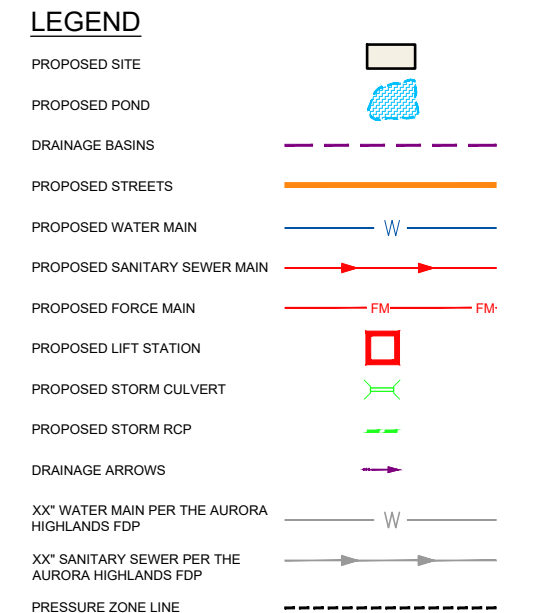 LEGEND
PROPOSED SITE
PROPOSED POND
DRAINAGE BASINS
PROPOSED STREETS
PROPOSED WATER MAIN
W
PROPOSED SANITARY SEWER MAIN
PROPOSED FORCE MAIN
FM FM
PROPOSED LIFT STATION
PROPOSED STORM CULVERT
PROPOSED STORM RCP
DRAINAGE ARROWS
XX" WATER MAIN PER THE AURORA
HIGHLANDS FDP
W
XX" SANITARY SEWER PER THE
AURORA HIGHLANDS FDP
PRESSURE ZONE LINE